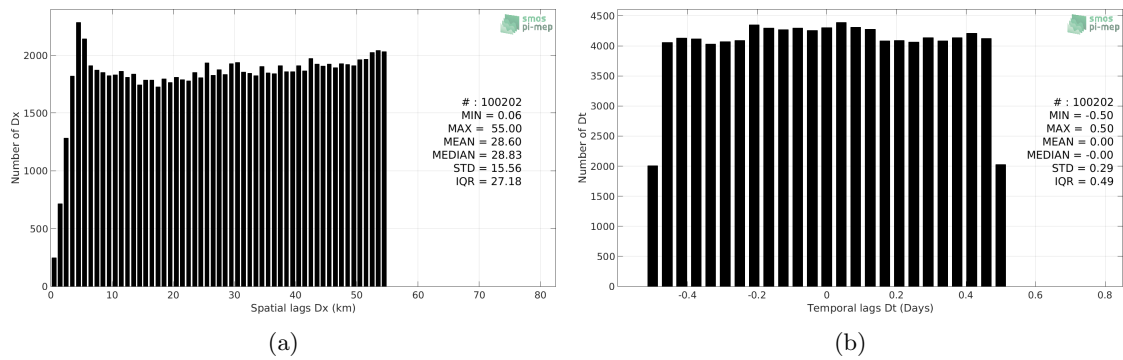 smos
pi-mep
2000
1500
1000
500
0
Number of Dx
# : 100202
MIN = 0.06
MAX = 55.00
MEAN = 28.60
MEDIAN = 28.83
STD = 15.56
IQR = 27.18
0 10 20 30 40 50 60 70 80
Spatial lags Dx (km)
(a)
smos
pi-mep
4500
4000
3500
3000
2500
2000
1500
1000
500
0
Number of Dt
# : 100202
MIN = -0.50
MAX = 0.50
MEAN = 0.00
MEDIAN = -0.00
STD = 0.29
IQR = 0.49
-0.4 -0.2 0 0.2 0.4 0.6 0.8
Temporal lags Dt (Days)
(b)